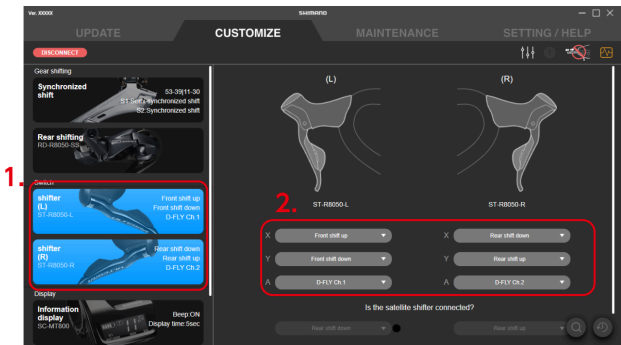 Ver. XXXXX
SHIMANO
UPDATE
CUSTOMIZE
MAINTENANCE
SETTING / HELP
DISCONNECT
Gear shifting
Synchronized
shift
53-39|11-30
S1:Semi-synchronized shift
S2:Synchronized shift
Rear shifting
RD-R8050-SS
1.
Switch
shifter
(L)
ST-R8050-L
Front shift up
Front shift down
D-FLY Ch.1
shifter
(R)
ST-R8050-R
Rear shift down
Rear shift up
D-FLY Ch.2
Display
Information
display
SC-MT800
Beep:ON
Display time:5sec
(L)
(R)
ST-R8050-L
ST-R8050-R
2.
X Front shift up
X Rear shift down
Y Front shift down
Y Rear shift up
A D-FLY Ch.1
A D-FLY Ch.2
Is the satellite shifter connected?
Rear shift down
Rear shift up